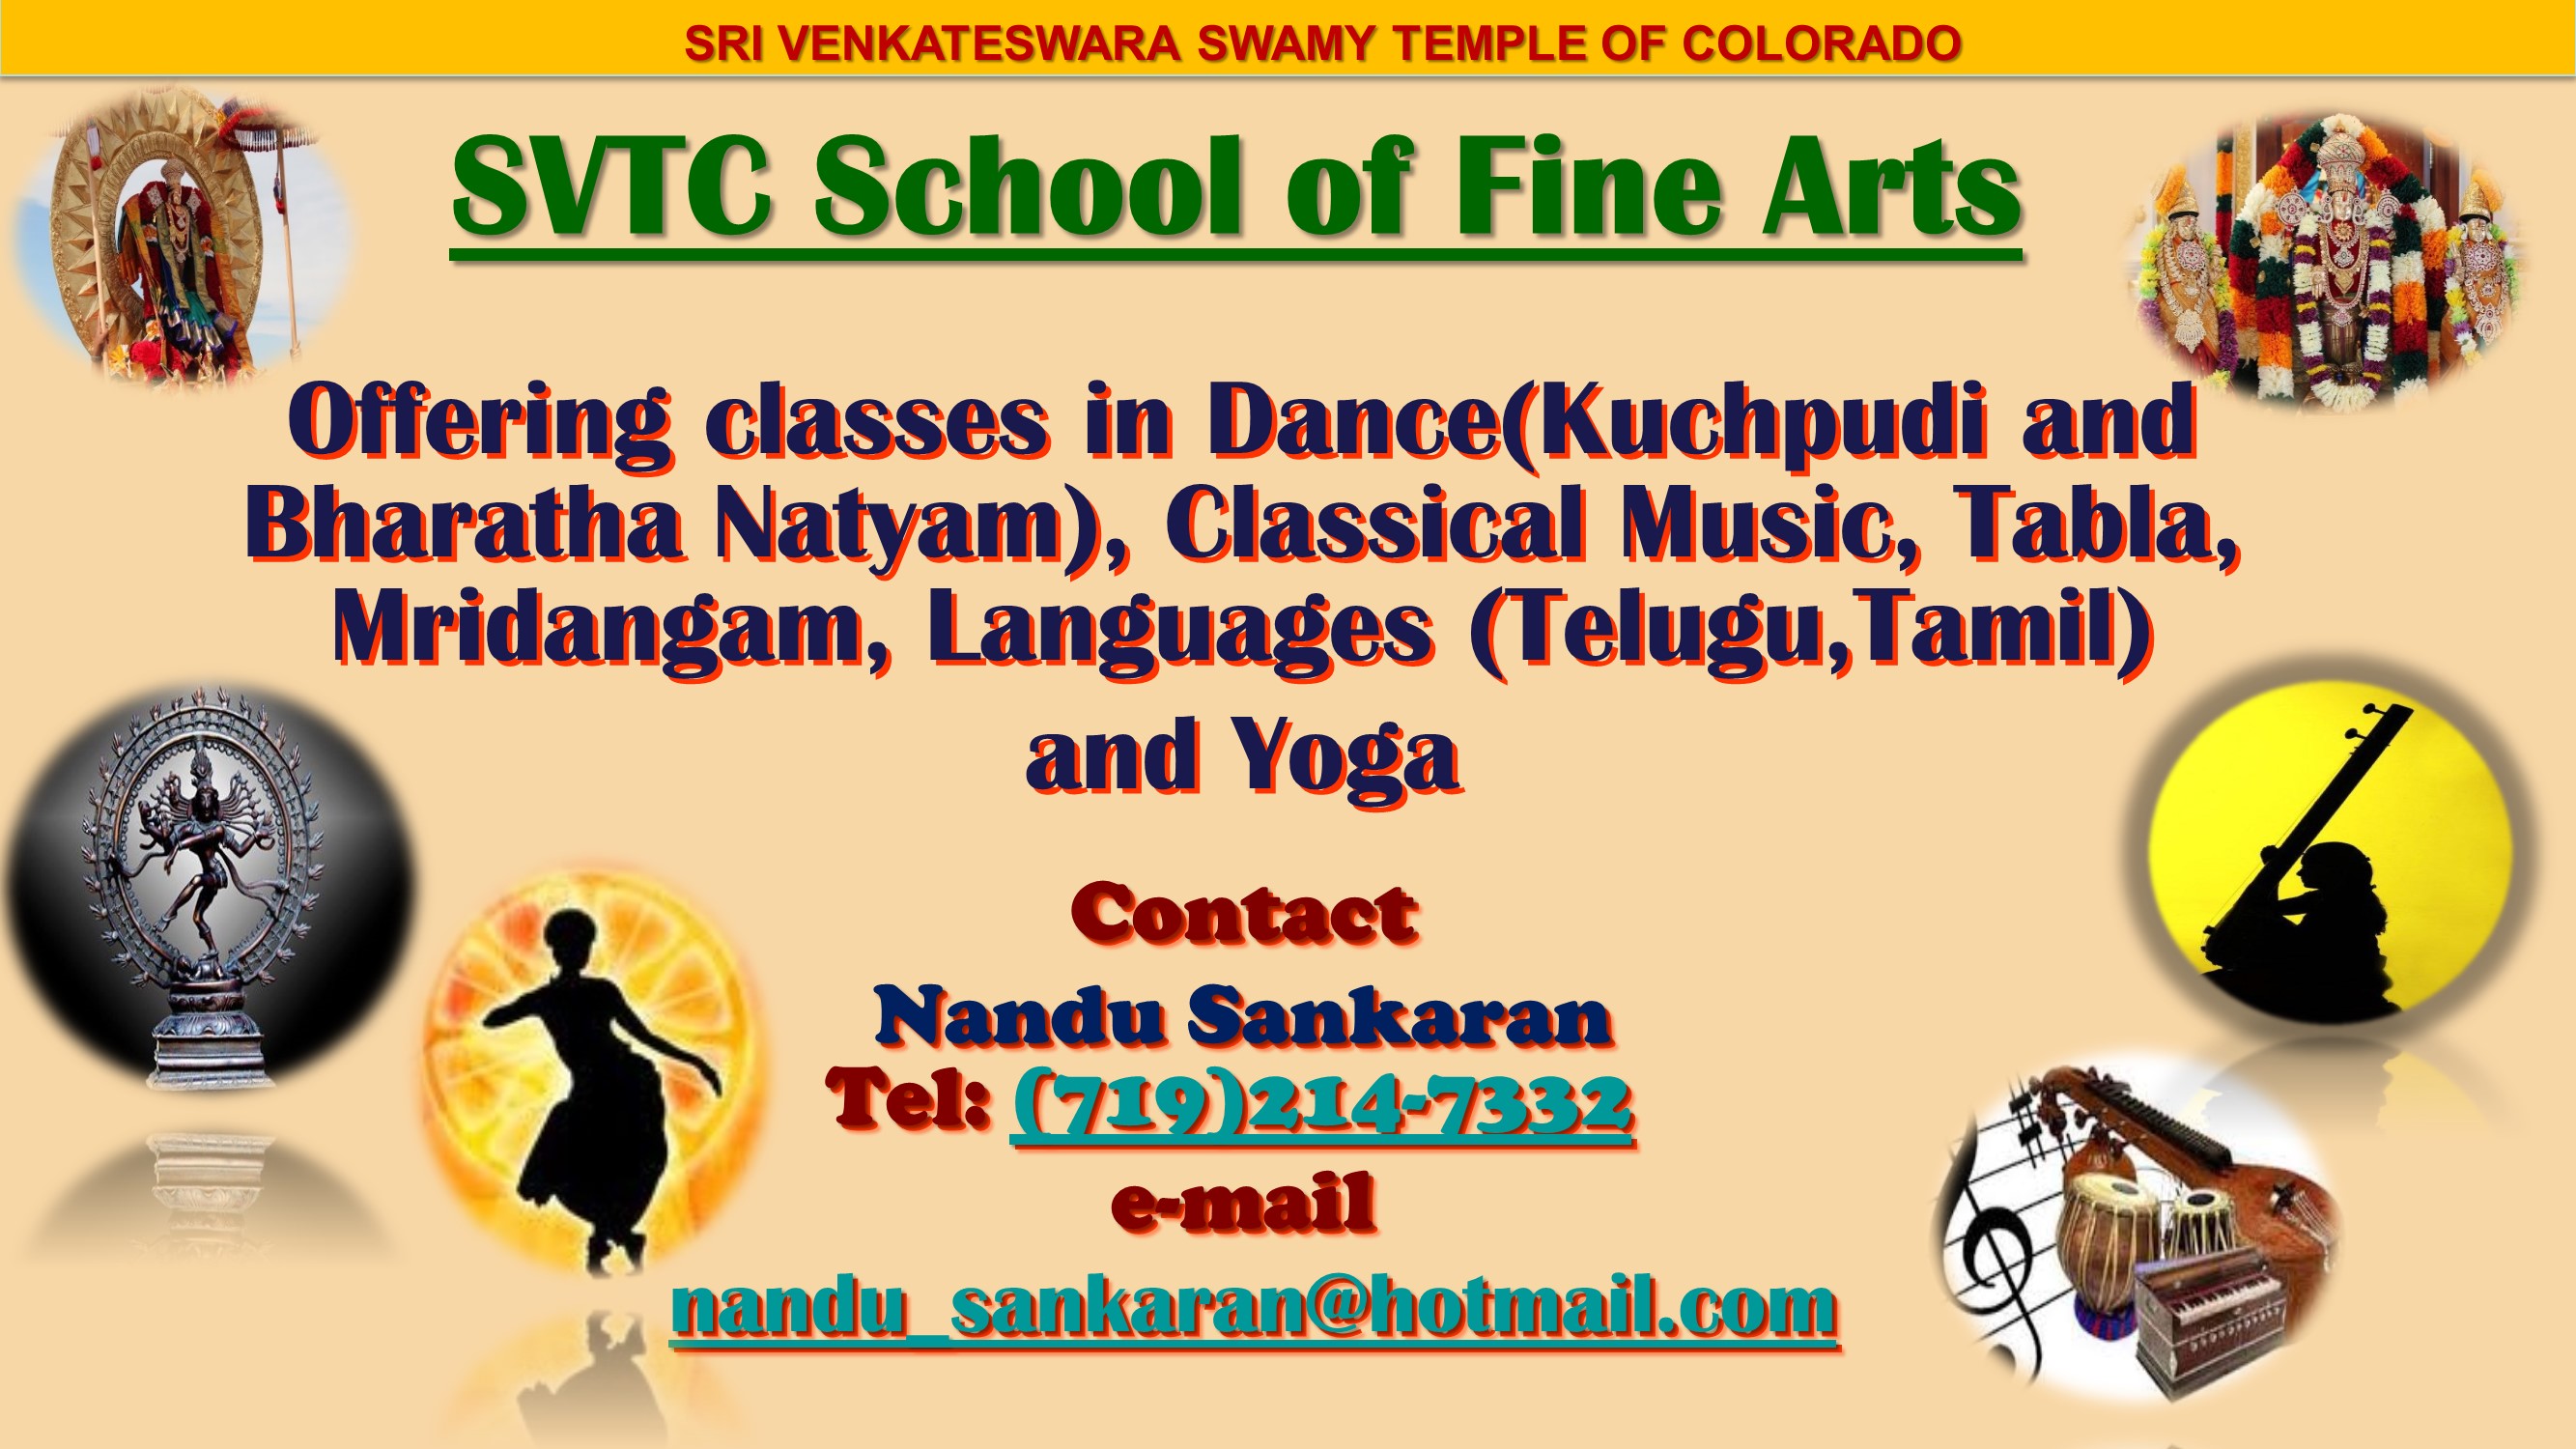 SRI VENKATESWARA SWAMY TEMPLE OF COLORADO
SVTC School of Fine Arts
Offering classes in Dance(Kuchpudi and
Bharatha Natyam), Classical Music, Tabla,
Mridangam, Languages (Telugu,Tamil)
and Yoga
Contact
Nandu Sankaran
Tel: (719)214-7332
e-mail
nandu_sankaran@hotmail.com